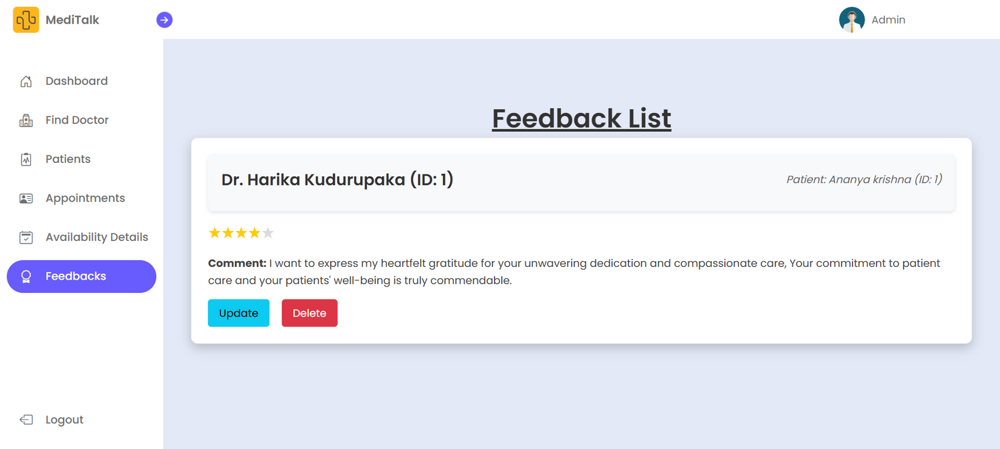 MediTalk
Admin
Dashboard
Find Doctor
Patients
Appointments
Availability Details
Feedbacks
Logout
Feedback List
Dr. Harika Kudurupaka (ID: 1)
Patient: Ananya krishna (ID: 1)
Comment: I want to express my heartfelt gratitude for your unwavering dedication and compassionate care, Your commitment to patient
care and your patients' well-being is truly commendable.
Update
Delete